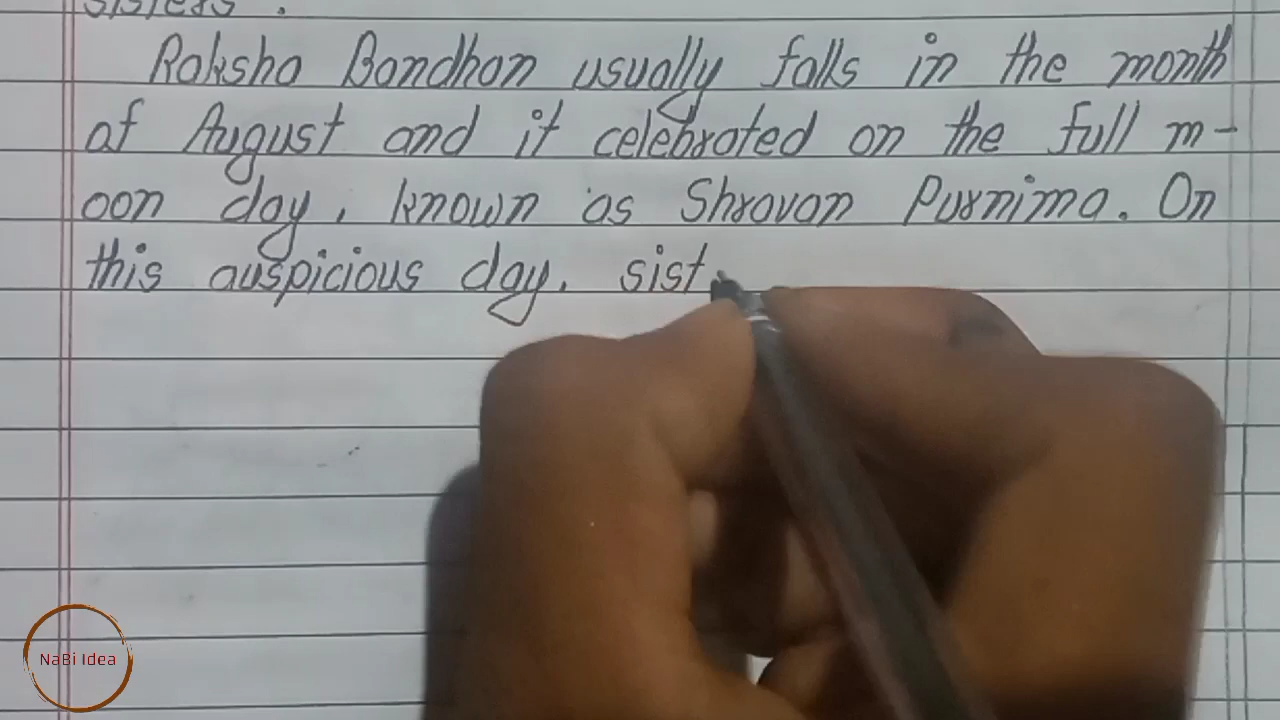 sisters.
Raksha Bandhan usually falls in the month
of August and it celebrated on the full m-
oon day, known as Shravan Purnima. On
this auspicious day, sist
NaBi Idea